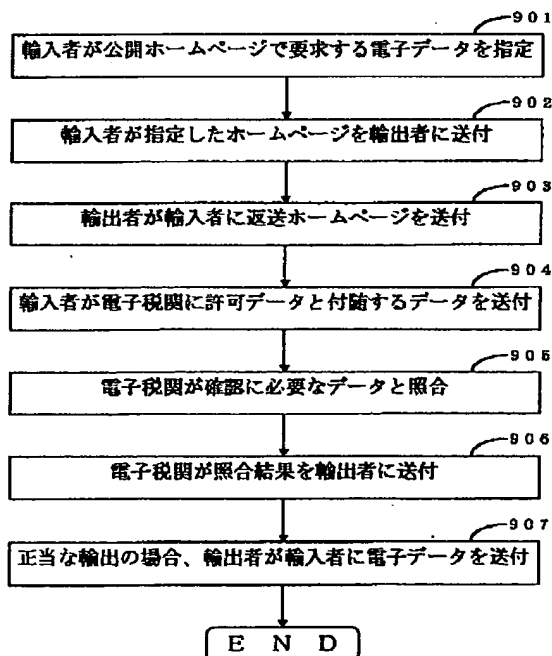 901
輸入者が公開ホームページで要求する電子データを指定
902
輸入者が指定したホームページを輸出者に送付
903
輸出者が輸入者に返送ホームページを送付
904
輸入者が電子税関に許可データと付随するデータを送付
905
電子税関が確認に必要なデータと照合
906
電子税関が照合結果を輸出者に送付
907
正当な輸出の場合、輸出者が輸入者に電子データを送付
E N D